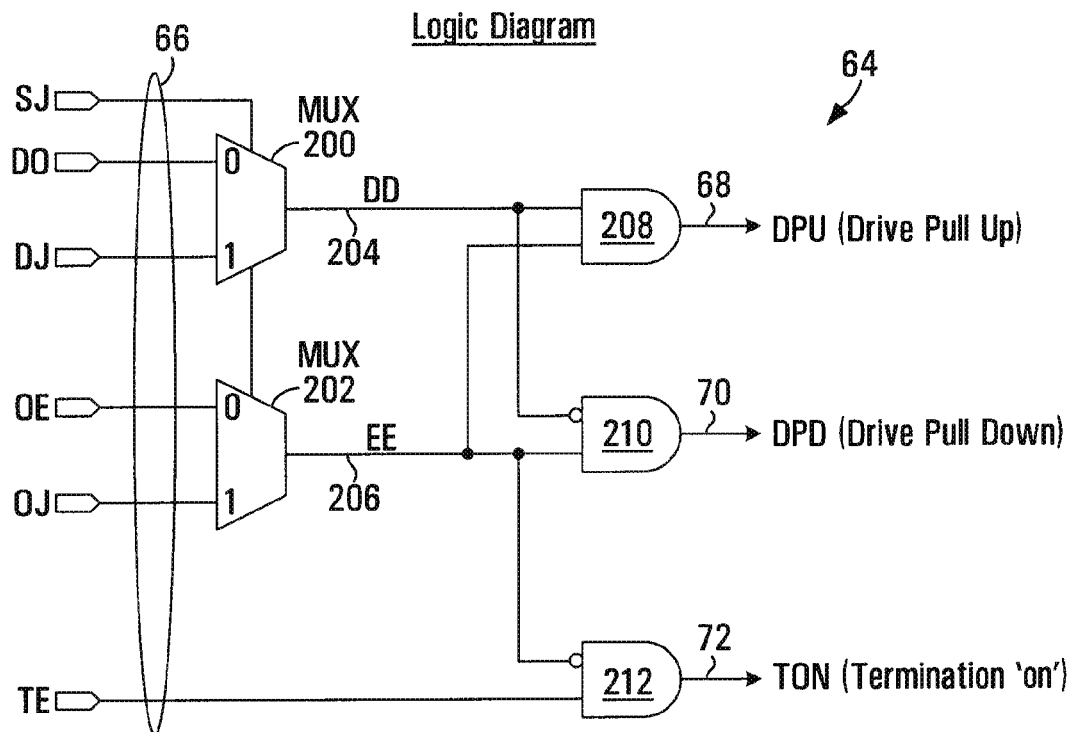 Logic Diagram
66
64
SJ
MUX
200
DO
0
DD
204
208
68
DPU (Drive Pull Up)
DJ
1
MUX
202
OE
0
EE
206
210
70
DPD (Drive Pull Down)
OJ
1
72
212
TON (Termination 'on')
TE